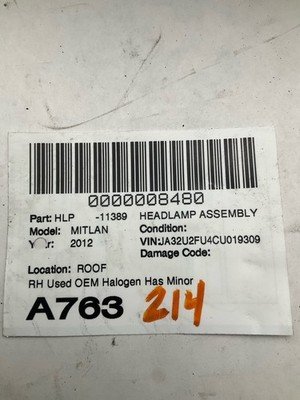 0000008480
Part: HLP -11389 HEADLAMP ASSEMBLY
Model: MITLAN Condition:
Year: 2012 VIN:JA32U2FU4CU019309
Damage Code:
Location: ROOF
RH Used OEM Halogen Has Minor
A763 214